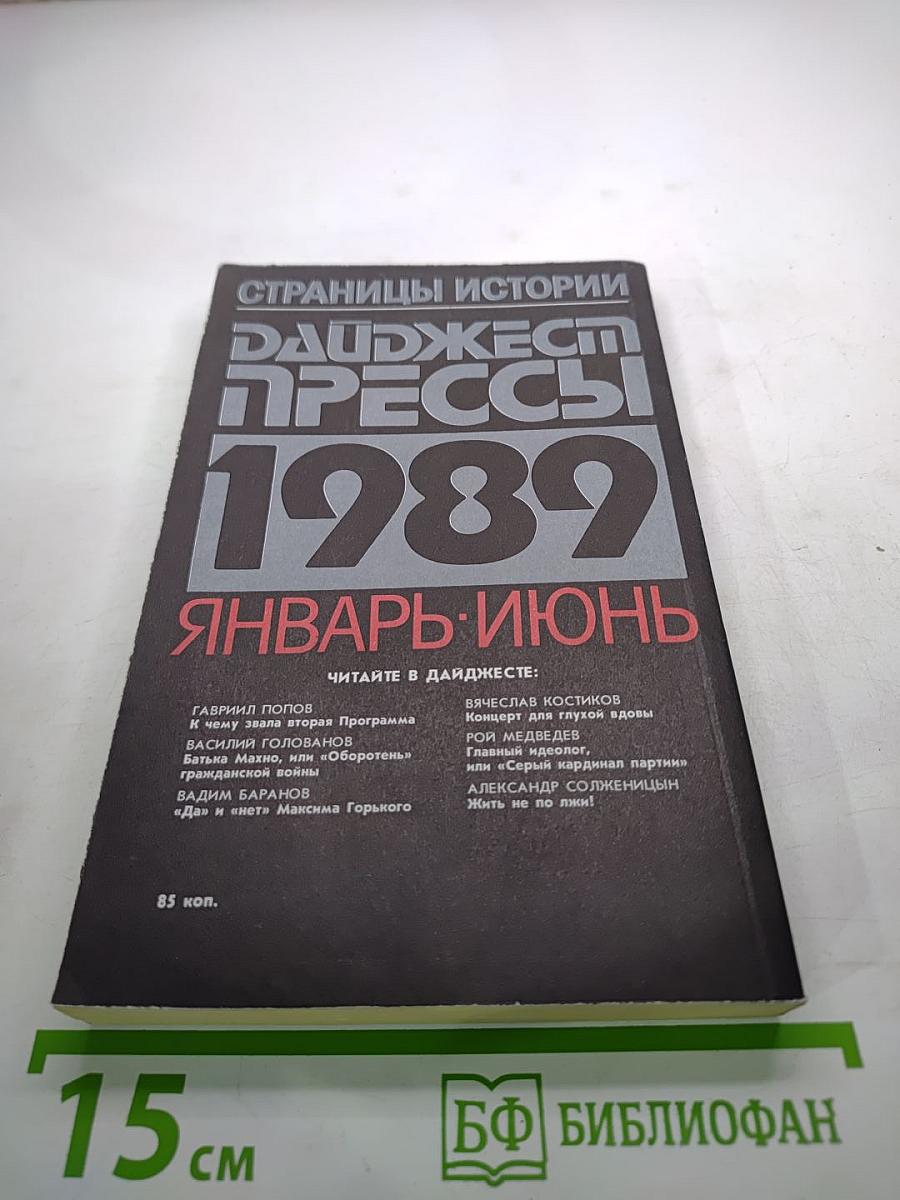 СТРАНИЦЫ ИСТОРИИ
ДАЙДЖЕСТ
ПРЕССЫ
1989
ЯНВАРЬ·ИЮНЬ
ЧИТАЙТЕ В ДАЙДЖЕСТЕ:
ГАВРИИЛ ПОПОВ
К чему звала вторая Программа
ВАСИЛИЙ ГОЛОВАНОВ
Батька Махно, или «Оборотень»
гражданской войны
ВАДИМ БАРАНОВ
«Да» и «нет» Максима Горького
ВЯЧЕСЛАВ КОСТИКОВ
Концерт для глухой вдовы
РОЙ МЕДВЕДЕВ
Главный идеолог,
или «Серый кардинал партии»
АЛЕКСАНДР СОЛЖЕНИЦЫН
Жить не по лжи!
85 коп.
15 см
БФ БИБЛИОФАН